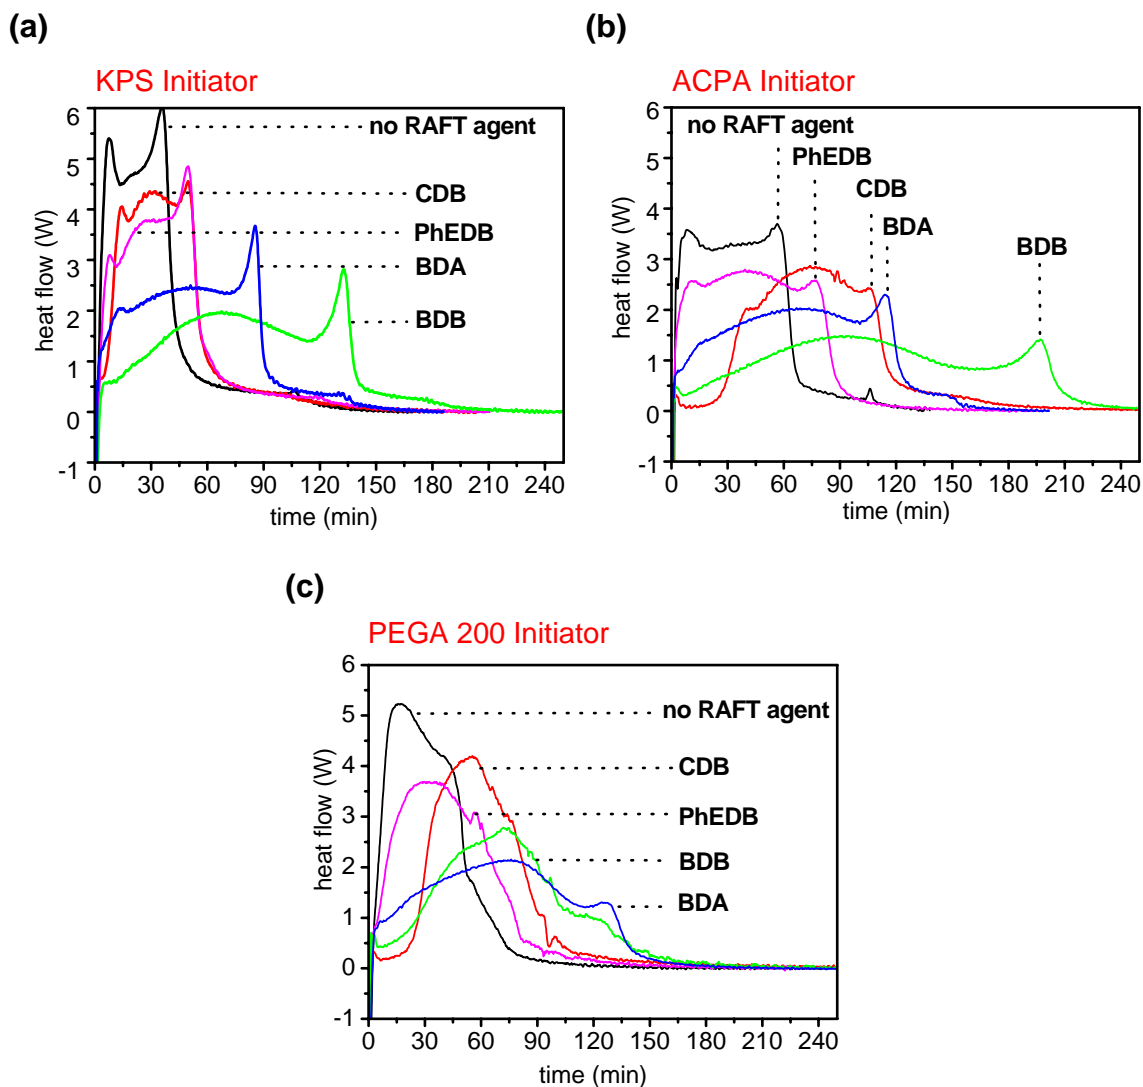 (a)
KPS Initiator
heat flow (W)
6
5
4
3
2
1
0
-1
no RAFT agent
CDB
PhEDB
BDA
BDB
0 30 60 90 120 150 180 210 240
time (min)
(b)
ACPA Initiator
heat flow (W)
6
5
4
3
2
1
0
-1
no RAFT agent
PhEDB
CDB
BDA
BDB
0 30 60 90 120 150 180 210 240
time (min)
(c)
PEGA 200 Initiator
heat flow (W)
6
5
4
3
2
1
0
-1
no RAFT agent
CDB
PhEDB
BDB
BDA
0 30 60 90 120 150 180 210 240
time (min)